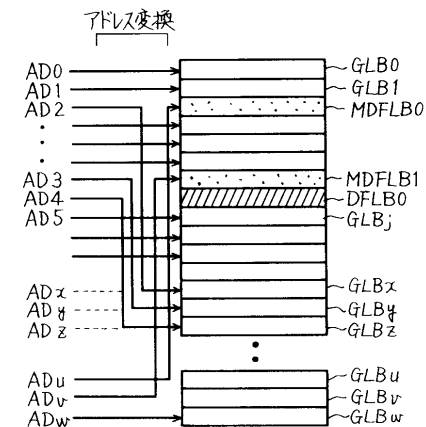 アドレス変換
AD0 GLB0
AD1 GLB1
AD2 MDFLB0
AD3 MDFLB1
AD4 DFLB0
AD5 GLBj
ADx GLBx
ADy GLBy
ADz GLBz
ADu GLBu
ADv GLBv
ADw GLBw